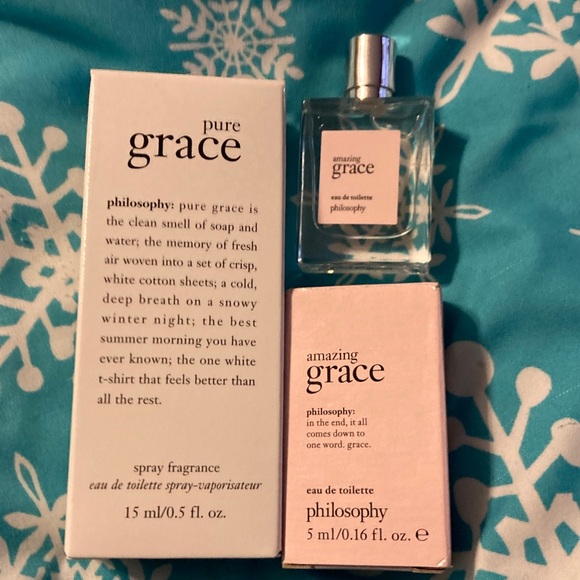 pure
grace
philosophy: pure grace is
the clean smell of soap and
water; the memory of fresh
air woven into a set of crisp,
white cotton sheets; a cold,
deep breath on a snowy
winter night; the best
summer morning you have
ever known; the one white
t-shirt that feels better than
all the rest.
spray fragrance
eau de toilette spray-vaporisateur
15 ml/0.5 fl. oz.
amazing
grace
eau de toilette
philosophy
amazing
grace
philosophy:
in the end, it all
comes down to
one word. grace.
eau de toilette
philosophy
5 ml/0.16 fl. oz. ℮